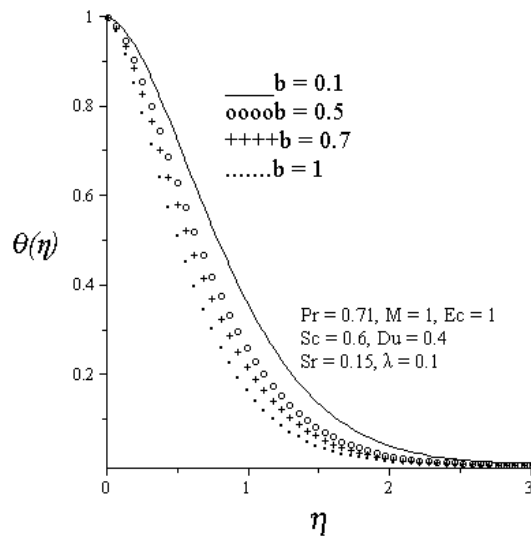 1
0.8
0.6
0.4
0.2
0
1
2
3
θ(η)
η
____b = 0.1
oooob = 0.5
++++b = 0.7
.......b = 1
Pr = 0.71, M = 1, Ec = 1
Sc = 0.6, Du = 0.4
Sr = 0.15, λ = 0.1